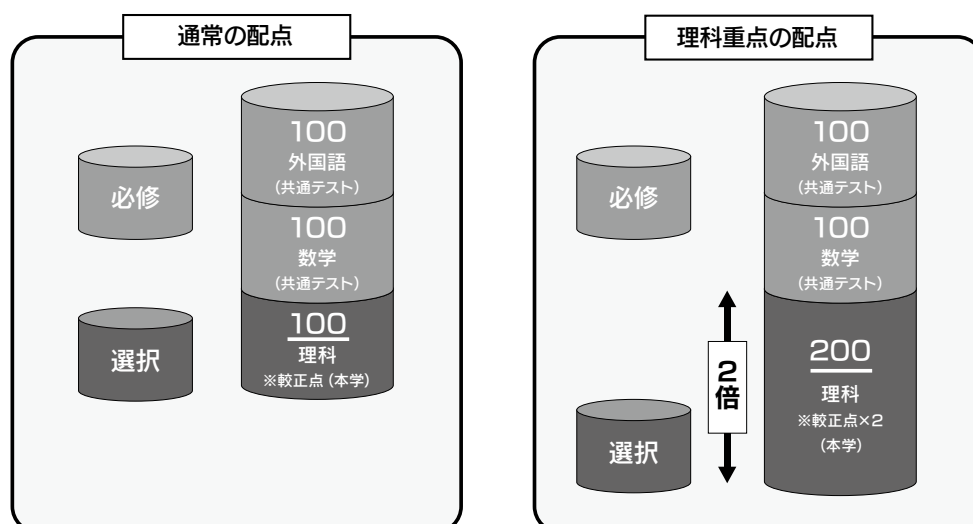 通常の配点
必修
選択
100
外国語
(共通テスト)
100
数学
(共通テスト)
100
理科
※較正点(本学)
理科重点の配点
必修
選択
2倍
100
外国語
(共通テスト)
100
数学
(共通テスト)
200
理科
※較正点×2
(本学)